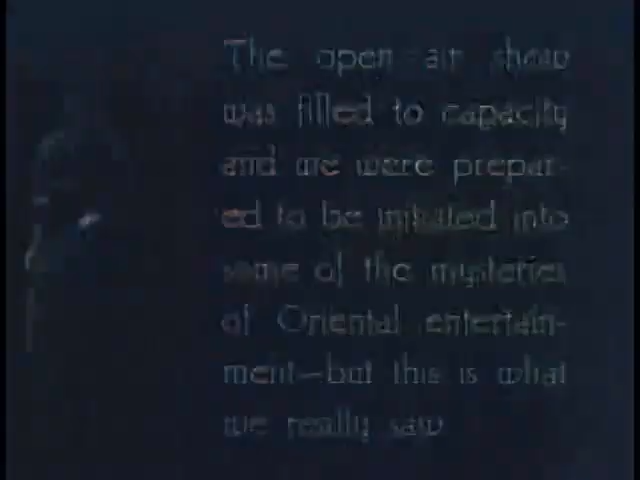 The open air show
was filled to capacity
and we were prepar-
ed to be initiated into
some of the mysteries
of Oriental entertain-
ment—but this is what
we really saw